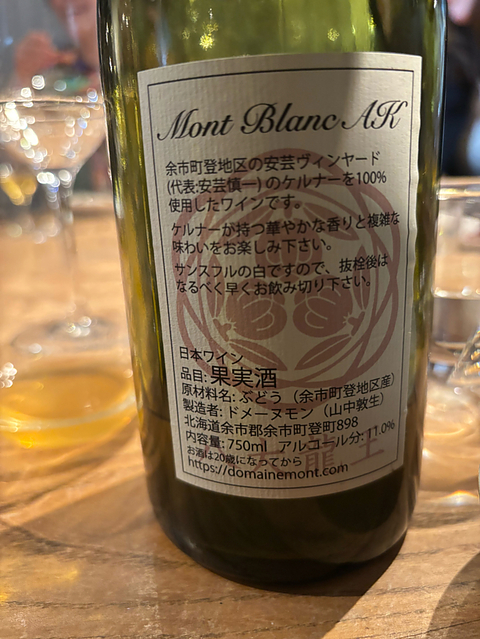 Mont Blanc AK
余市町登地区の安芸ヴィンヤード
(代表:安芸慎一)のケルナーを100%
使用したワインです。
ケルナーが持つ華やかな香りと複雑な
味わいをお楽しみ下さい。
サンスフルの白ですので、抜栓後は
なるべく早くお飲み切り下さい。
日本ワイン
品目:果実酒
原材料名:ぶどう（余市町登地区産）
製造者:ドメーヌモン（山中敦生）
北海道余市郡余市町登町898
内容量:750ml アルコール分:11.0%
お酒は20歳になってから
https://domainemont.com